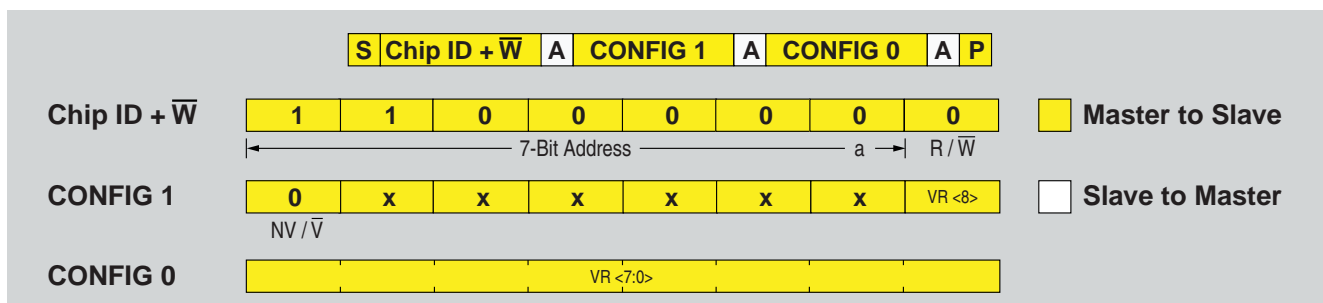 S Chip ID + W̅ A CONFIG 1 A CONFIG 0 A P
Chip ID + W̅ 1 1 0 0 0 0 0 0 Master to Slave
7-Bit Address a R / W̅
CONFIG 1 0 x x x x x x VR <8> Slave to Master
NV / V̅
CONFIG 0 VR <7:0>